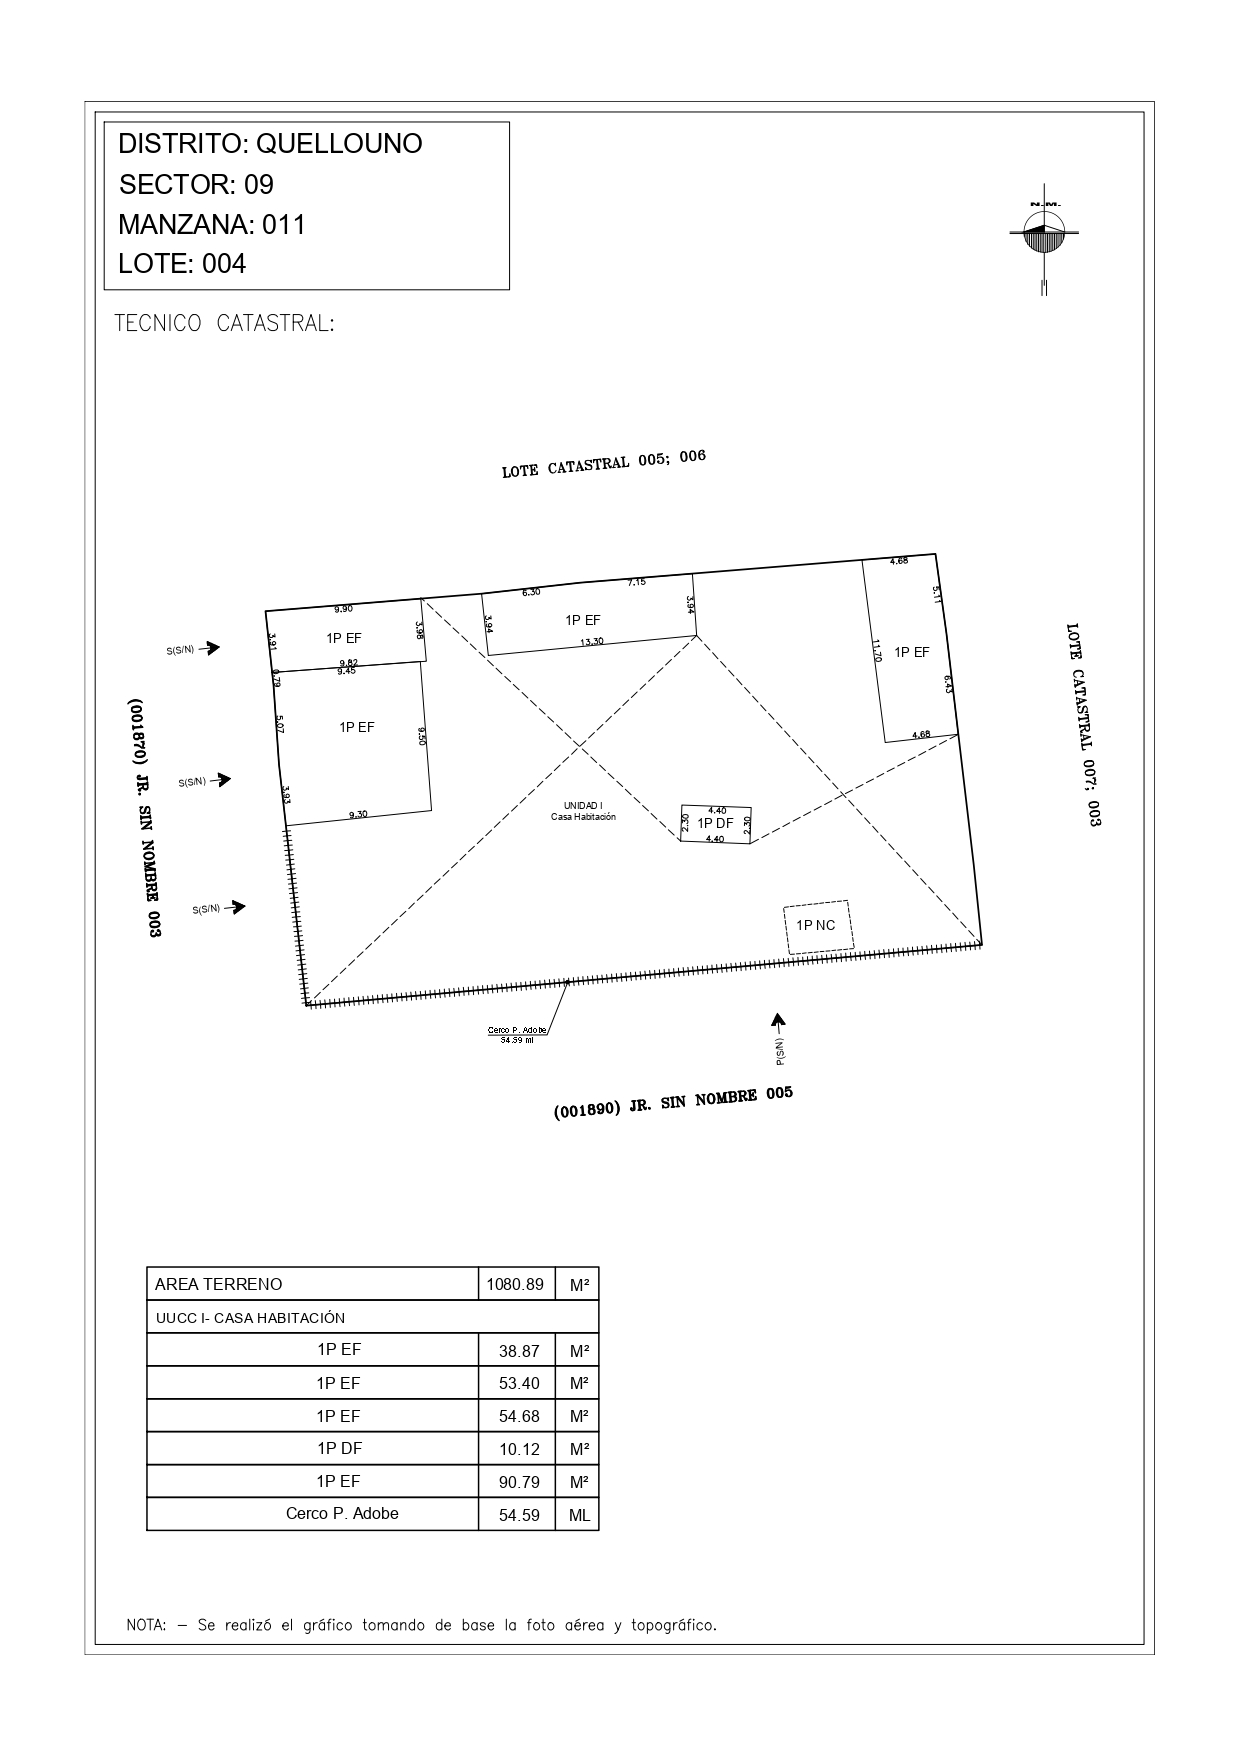 DISTRITO: QUELLOUNO
SECTOR: 09
MANZANA: 011
LOTE: 004
N.M.
TECNICO CATASTRAL:
LOTE CATASTRAL 005; 006
4.68
6.30
7.15
5.11
9.90
3.91
1P EF
3.98
3.94
1P EF
3.94
13.30
11.70
1P EF
6.43
S(S/N)
9.82
9.45
0.79
LOTE CATASTRAL 007; 003
(001870) JR. SIN NOMBRE 003
5.07
1P EF
9.50
4.68
S(S/N)
3.93
9.30
UNIDAD I
Casa Habitación
4.40
2.30
1P DF
2.30
4.40
S(S/N)
1P NC
Cerco P. Adobe
54.59 ml
P(S/N)
(001890) JR. SIN NOMBRE 005
AREA TERRENO 1080.89 M²
UUCC I- CASA HABITACIÓN
1P EF 38.87 M²
1P EF 53.40 M²
1P EF 54.68 M²
1P DF 10.12 M²
1P EF 90.79 M²
Cerco P. Adobe 54.59 ML
NOTA: – Se realizó el gráfico tomando de base la foto aérea y topográfico.